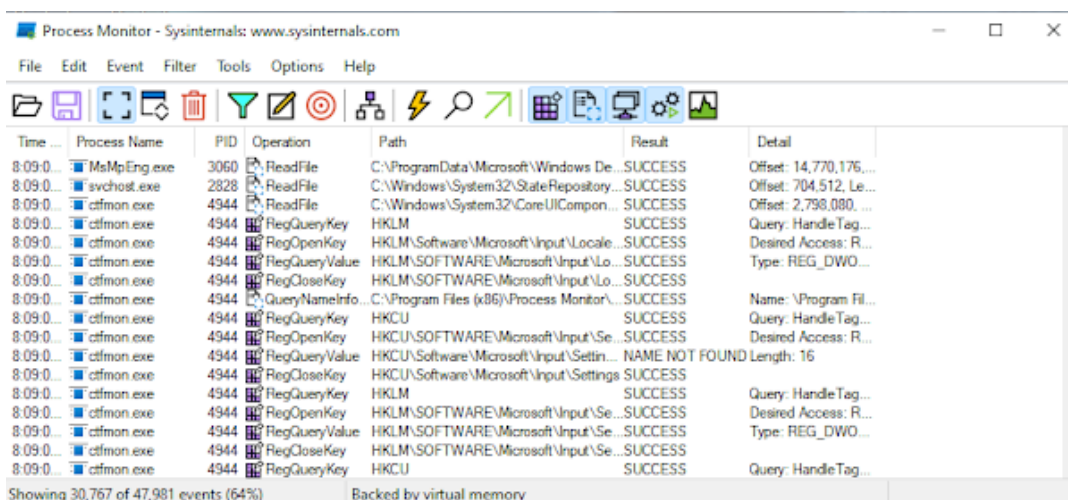 Process Monitor - Sysinternals: www.sysinternals.com
File Edit Event Filter Tools Options Help
Time ... Process Name PID Operation Path Result Detail
8:09:0... MsMpEng.exe 3060 ReadFile C:\ProgramData\Microsoft\Windows De... SUCCESS Offset: 14,770,176,...
8:09:0... svchost.exe 2828 ReadFile C:\Windows\System32\StateRepository... SUCCESS Offset: 704,512, Le...
8:09:0... ctfmon.exe 4944 ReadFile C:\Windows\System32\CoreUICompon... SUCCESS Offset: 2,798,080, ...
8:09:0... ctfmon.exe 4944 RegQueryKey HKLM SUCCESS Query: HandleTag...
8:09:0... ctfmon.exe 4944 RegOpenKey HKLM\Software\Microsoft\Input\Locale... SUCCESS Desired Access: R...
8:09:0... ctfmon.exe 4944 RegQueryValue HKLM\SOFTWARE\Microsoft\Input\Lo... SUCCESS Type: REG_DWO...
8:09:0... ctfmon.exe 4944 RegCloseKey HKLM\SOFTWARE\Microsoft\Input\Lo... SUCCESS
8:09:0... ctfmon.exe 4944 QueryNameInfo... C:\Program Files (x86)\Process Monitor\... SUCCESS Name: \Program Fil...
8:09:0... ctfmon.exe 4944 RegQueryKey HKCU SUCCESS Query: HandleTag...
8:09:0... ctfmon.exe 4944 RegOpenKey HKCU\SOFTWARE\Microsoft\Input\Se... SUCCESS Desired Access: R...
8:09:0... ctfmon.exe 4944 RegQueryValue HKCU\Software\Microsoft\Input\Settin... NAME NOT FOUND Length: 16
8:09:0... ctfmon.exe 4944 RegCloseKey HKCU\Software\Microsoft\Input\Settings SUCCESS
8:09:0... ctfmon.exe 4944 RegQueryKey HKLM SUCCESS Query: HandleTag...
8:09:0... ctfmon.exe 4944 RegOpenKey HKLM\SOFTWARE\Microsoft\Input\Se... SUCCESS Desired Access: R...
8:09:0... ctfmon.exe 4944 RegQueryValue HKLM\SOFTWARE\Microsoft\Input\Se... SUCCESS Type: REG_DWO...
8:09:0... ctfmon.exe 4944 RegCloseKey HKLM\SOFTWARE\Microsoft\Input\Se... SUCCESS
8:09:0... ctfmon.exe 4944 RegQueryKey HKCU SUCCESS Query: HandleTag...
Showing 30,767 of 47,981 events (64%) Backed by virtual memory